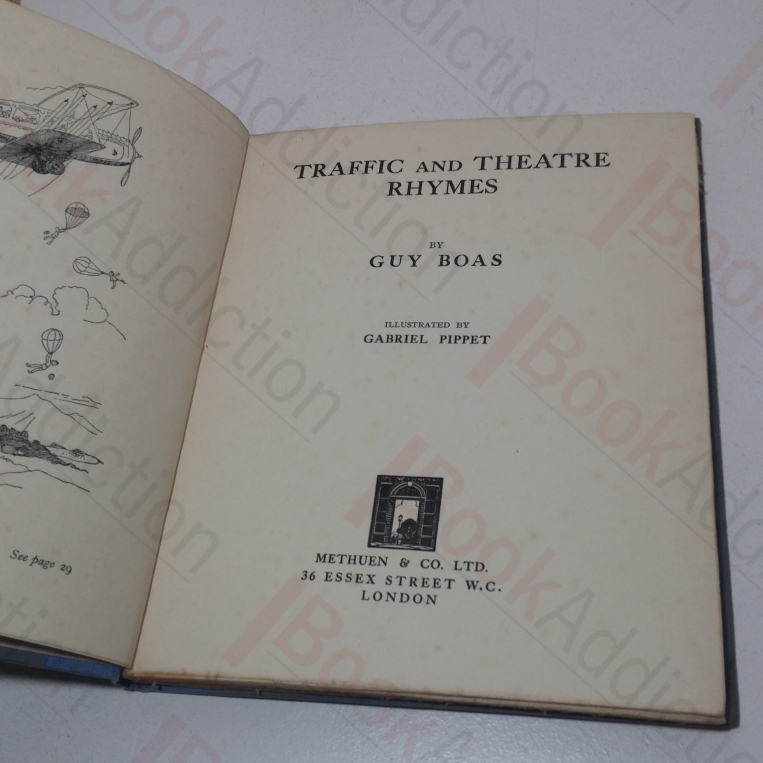 See page 29
TRAFFIC AND THEATRE
RHYMES
BY
GUY BOAS
ILLUSTRATED BY
GABRIEL PIPPET
METHUEN & CO. LTD.
36 ESSEX STREET W.C.
LONDON
BookAddiction